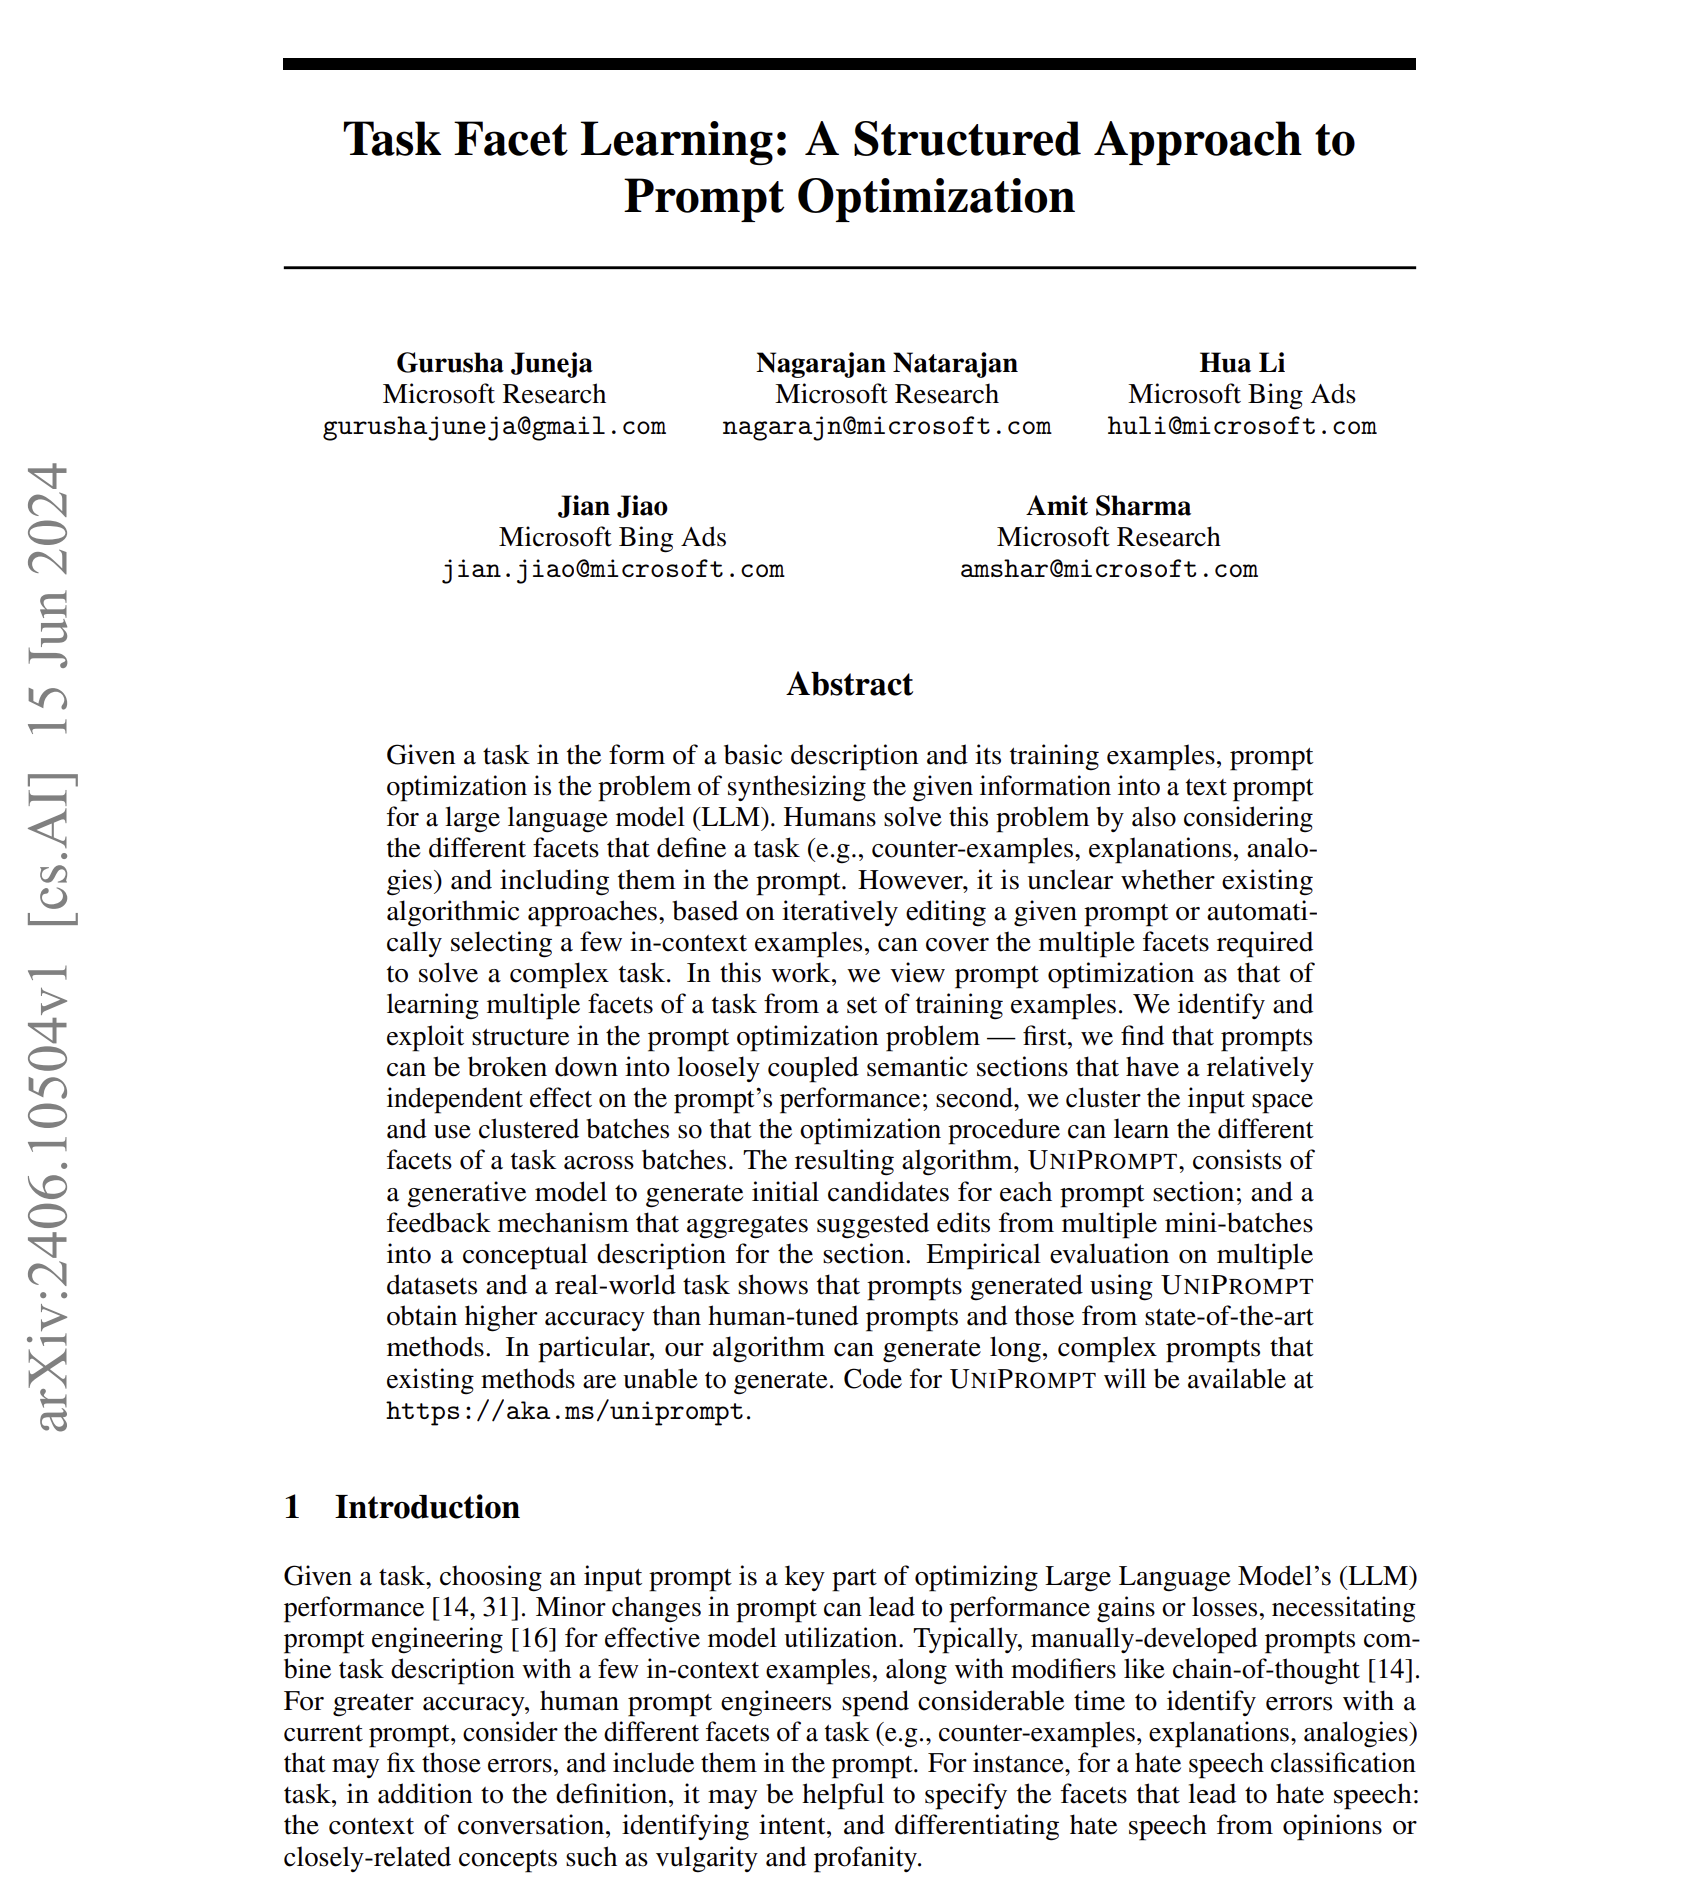 Task Facet Learning: A Structured Approach to
Prompt Optimization
Gurusha Juneja
Microsoft Research
gurushajuneja@gmail.com
Nagarajan Natarajan
Microsoft Research
nagarajn@microsoft.com
Hua Li
Microsoft Bing Ads
huli@microsoft.com
Jian Jiao
Microsoft Bing Ads
jian.jiao@microsoft.com
Amit Sharma
Microsoft Research
amshar@microsoft.com
arXiv:2406.10504v1 [cs.AI] 15 Jun 2024
Abstract
Given a task in the form of a basic description and its training examples, prompt
optimization is the problem of synthesizing the given information into a text prompt
for a large language model (LLM). Humans solve this problem by also considering
the different facets that define a task (e.g., counter-examples, explanations, analo-
gies) and including them in the prompt. However, it is unclear whether existing
algorithmic approaches, based on iteratively editing a given prompt or automati-
cally selecting a few in-context examples, can cover the multiple facets required
to solve a complex task. In this work, we view prompt optimization as that of
learning multiple facets of a task from a set of training examples. We identify and
exploit structure in the prompt optimization problem — first, we find that prompts
can be broken down into loosely coupled semantic sections that have a relatively
independent effect on the prompt's performance; second, we cluster the input space
and use clustered batches so that the optimization procedure can learn the different
facets of a task across batches. The resulting algorithm, UNIPROMPT, consists of
a generative model to generate initial candidates for each prompt section; and a
feedback mechanism that aggregates suggested edits from multiple mini-batches
into a conceptual description for the section. Empirical evaluation on multiple
datasets and a real-world task shows that prompts generated using UNIPROMPT
obtain higher accuracy than human-tuned prompts and those from state-of-the-art
methods. In particular, our algorithm can generate long, complex prompts that
existing methods are unable to generate. Code for UNIPROMPT will be available at
https://aka.ms/uniprompt.
1 Introduction
Given a task, choosing an input prompt is a key part of optimizing Large Language Model's (LLM)
performance [14, 31]. Minor changes in prompt can lead to performance gains or losses, necessitating
prompt engineering [16] for effective model utilization. Typically, manually-developed prompts com-
bine task description with a few in-context examples, along with modifiers like chain-of-thought [14].
For greater accuracy, human prompt engineers spend considerable time to identify errors with a
current prompt, consider the different facets of a task (e.g., counter-examples, explanations, analogies)
that may fix those errors, and include them in the prompt. For instance, for a hate speech classification
task, in addition to the definition, it may be helpful to specify the facets that lead to hate speech:
the context of conversation, identifying intent, and differentiating hate speech from opinions or
closely-related concepts such as vulgarity and profanity.